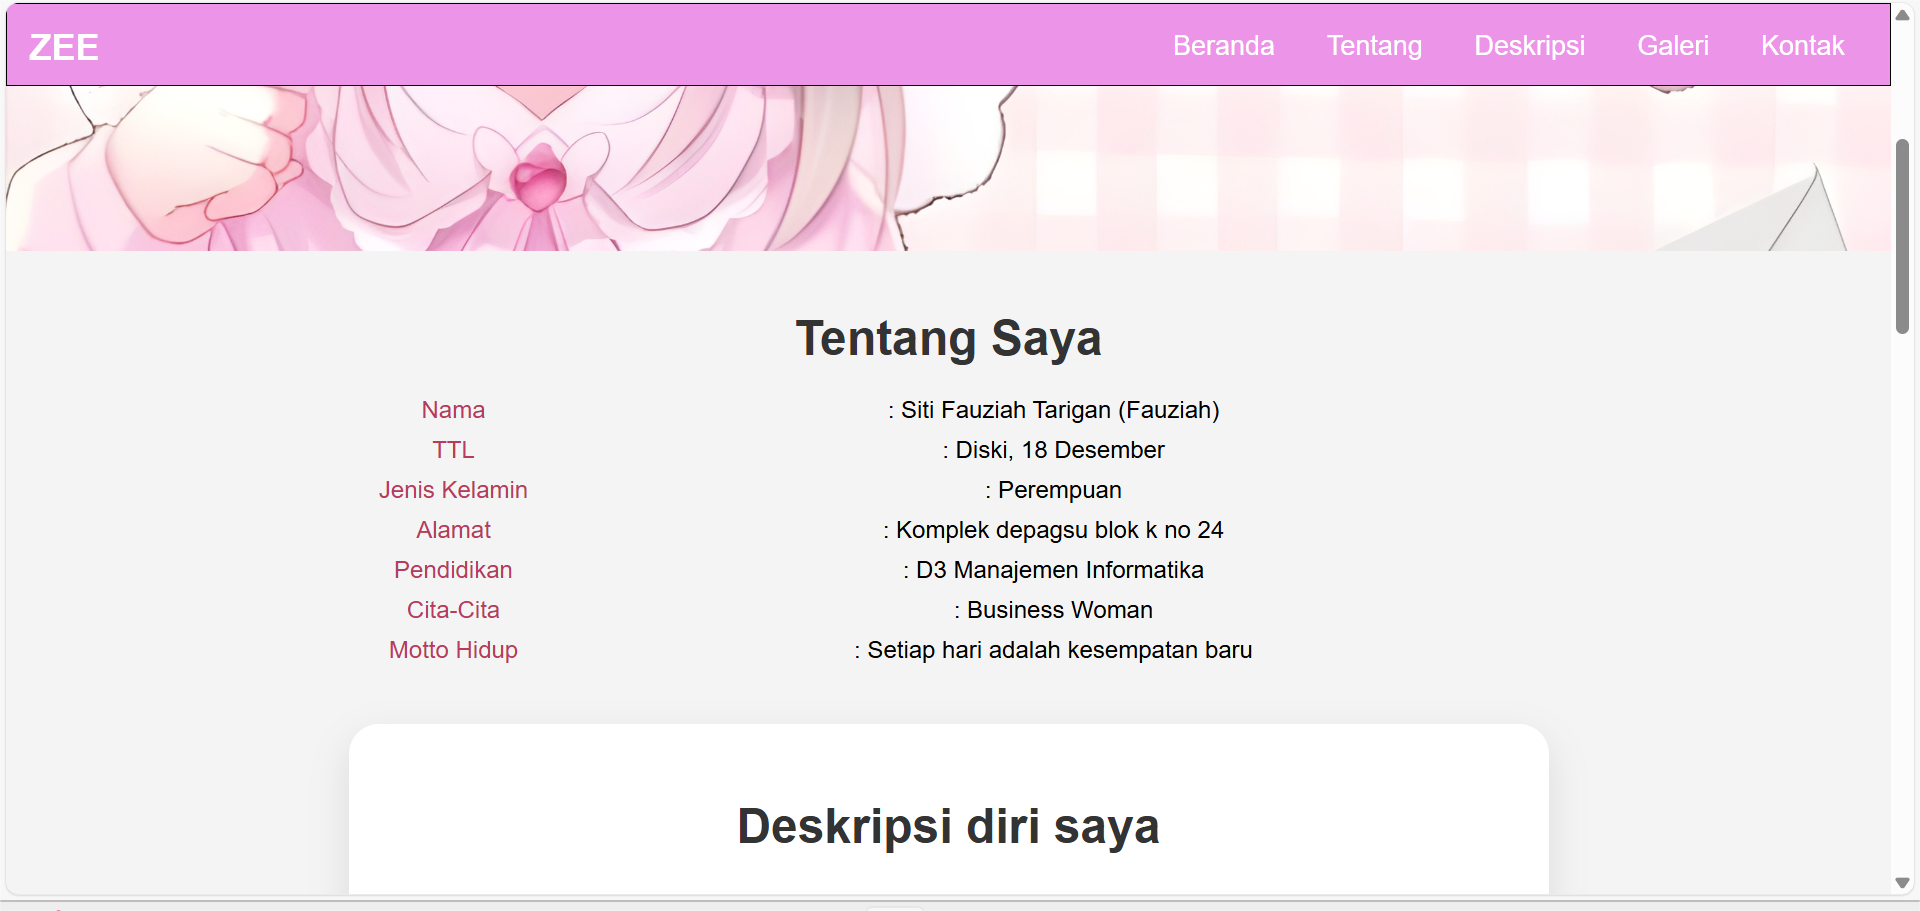 ZEE Beranda Tentang Deskripsi Galeri Kontak
Tentang Saya
Nama : Siti Fauziah Tarigan (Fauziah)
TTL : Diski, 18 Desember
Jenis Kelamin : Perempuan
Alamat : Komplek depagsu blok k no 24
Pendidikan : D3 Manajemen Informatika
Cita-Cita : Business Woman
Motto Hidup : Setiap hari adalah kesempatan baru
Deskripsi diri saya